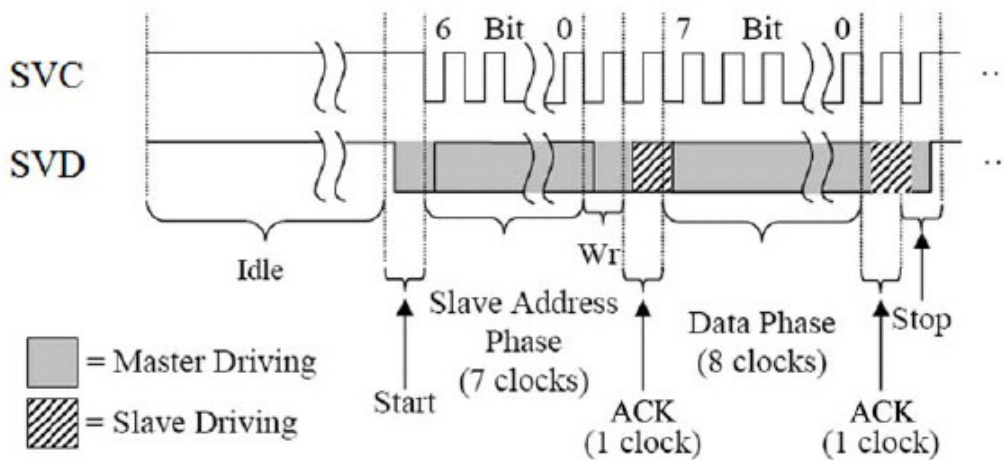 6 Bit 0 7 Bit 0
SVC ..
SVD ..
Idle
Wr
Slave Address
Phase
(7 clocks)
Data Phase
(8 clocks)
Stop
= Master Driving
= Slave Driving
Start
ACK
(1 clock)
ACK
(1 clock)